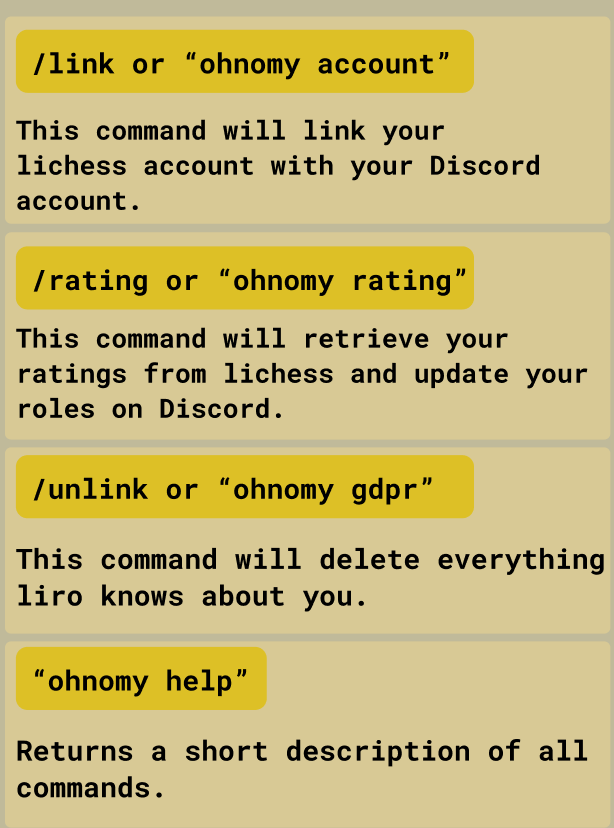 /link or “ohnomy account”
This command will link your
lichess account with your Discord
account.
/rating or “ohnomy rating”
This command will retrieve your
ratings from lichess and update your
roles on Discord.
/unlink or “ohnomy gdpr”
This command will delete everything
liro knows about you.
“ohnomy help”
Returns a short description of all
commands.